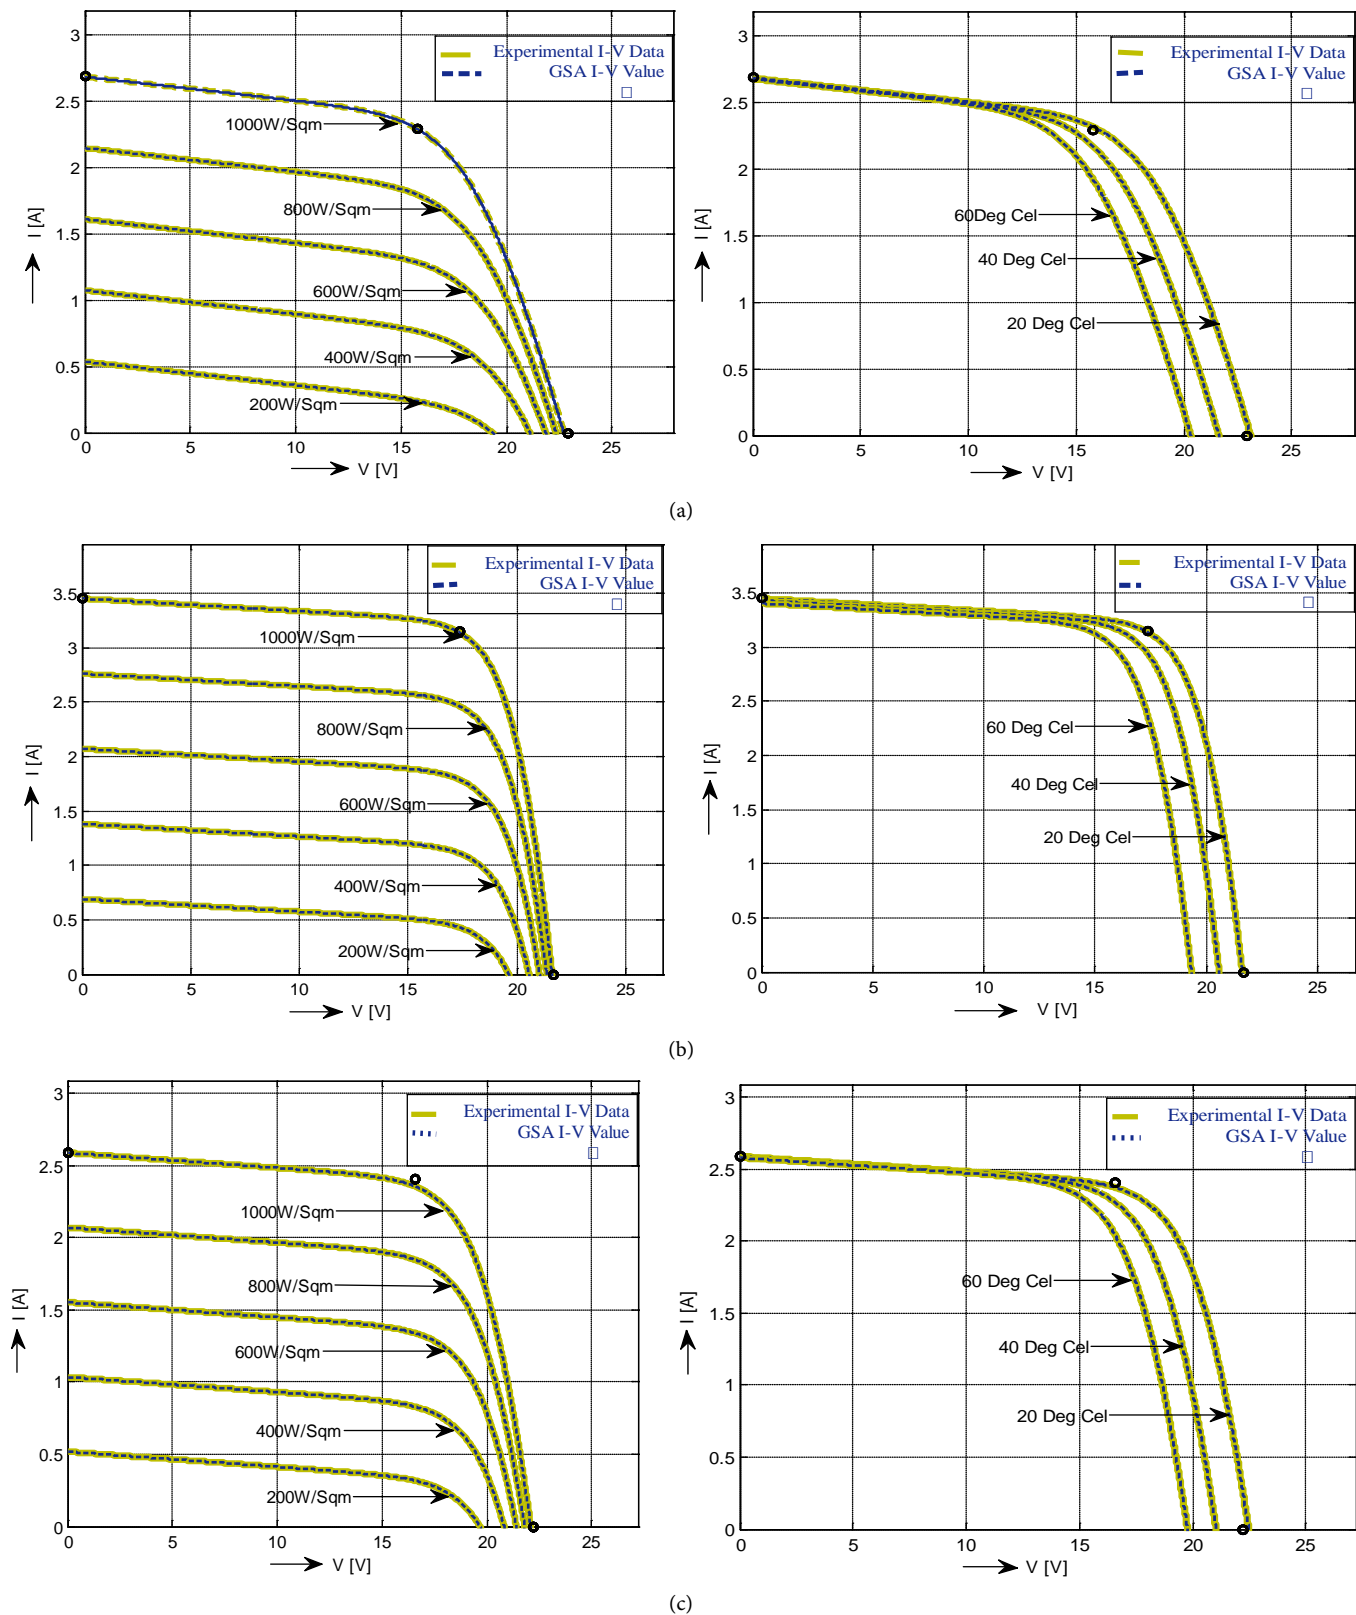 Experimental I-V Data
GSA I-V Value
3
2.5
2
1.5
1
0.5
0
I [A]
1000W/Sqm
800W/Sqm
600W/Sqm
400W/Sqm
200W/Sqm
0 5 10 15 20 25
V [V]
Experimental I-V Data
GSA I-V Value
3
2.5
2
1.5
1
0.5
0
I [A]
60Deg Cel
40 Deg Cel
20 Deg Cel
0 5 10 15 20 25
V [V]
(a)
Experimental I-V Data
GSA I-V Value
3.5
3
2.5
2
1.5
1
0.5
0
I [A]
1000W/Sqm
800W/Sqm
600W/Sqm
400W/Sqm
200W/Sqm
0 5 10 15 20 25
V [V]
Experimental I-V Data
GSA I-V Value
3.5
3
2.5
2
1.5
1
0.5
0
I [A]
60 Deg Cel
40 Deg Cel
20 Deg Cel
0 5 10 15 20 25
V [V]
(b)
Experimental I-V Data
GSA I-V Value
3
2.5
2
1.5
1
0.5
0
I [A]
1000W/Sqm
800W/Sqm
600W/Sqm
400W/Sqm
200W/Sqm
0 5 10 15 20 25
V [V]
Experimental I-V Data
GSA I-V Value
3
2.5
2
1.5
1
0.5
0
I [A]
60 Deg Cel
40 Deg Cel
20 Deg Cel
0 5 10 15 20 25
V [V]
(c)